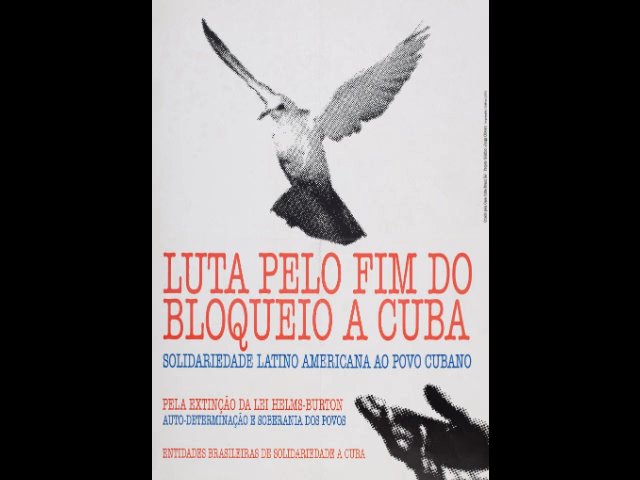 LUTA PELO FIM DO
BLOQUEIO A CUBA
SOLIDARIEDADE LATINO AMERICANA AO POVO CUBANO
PELA EXTINÇÃO DA LEI HELMS-BURTON
AUTO-DETERMINAÇÃO E SOBERANIA DOS POVOS
ENTIDADES BRASILEIRAS DE SOLIDARIEDADE A CUBA